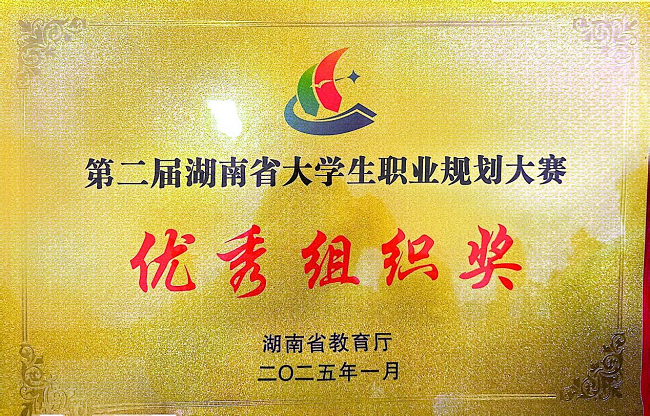 第二届湖南省大学生职业规划大赛
优秀组织奖
湖南省教育厅
二〇二五年一月